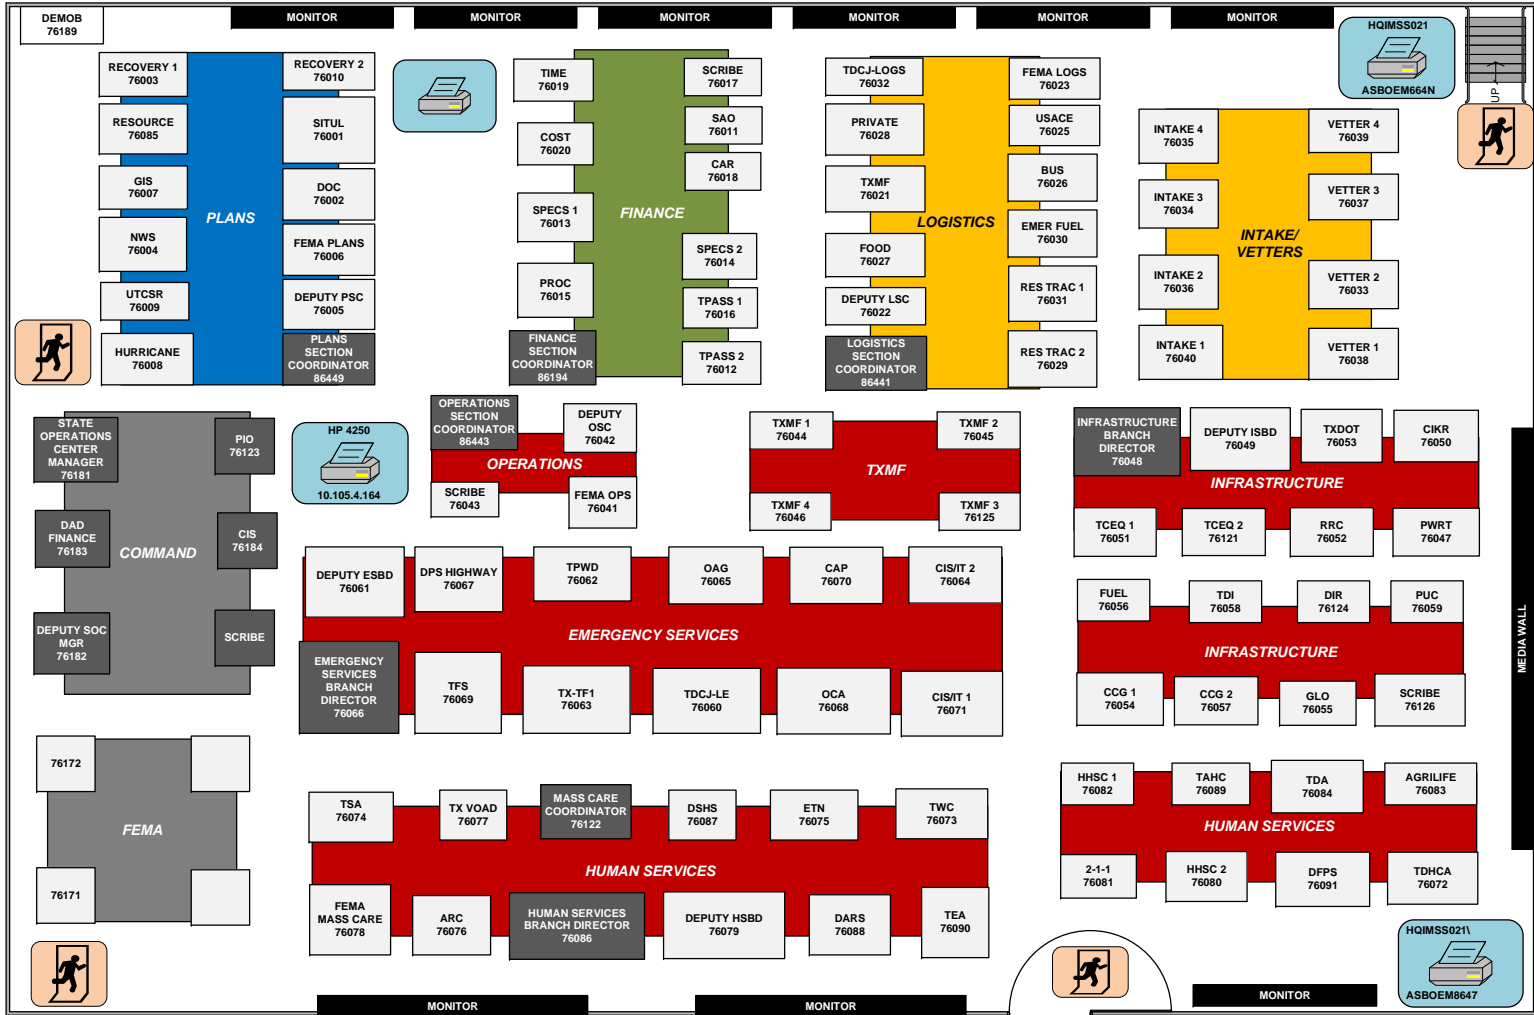 DEMOB
76189
MONITOR
MONITOR
MONITOR
MONITOR
MONITOR
MONITOR
HQIMSS021
ASBOEM664N
UP
RECOVERY 1
76003
RESOURCE
76085
GIS
76007
NWS
76004
UTCSR
76009
HURRICANE
76008
PLANS
RECOVERY 2
76010
SITUL
76001
DOC
76002
FEMA PLANS
76006
DEPUTY PSC
76005
PLANS
SECTION
COORDINATOR
86449
TIME
76019
COST
76020
SPECS 1
76013
PROC
76015
FINANCE
SECTION
COORDINATOR
86194
FINANCE
SCRIBE
76017
SAO
76011
CAR
76018
SPECS 2
76014
TPASS 1
76016
TPASS 2
76012
TDCJ-LOGS
76032
PRIVATE
76028
TXMF
76021
FOOD
76027
DEPUTY LSC
76022
LOGISTICS
SECTION
COORDINATOR
86441
LOGISTICS
FEMA LOGS
76023
USACE
76025
BUS
76026
EMER FUEL
76030
RES TRAC 1
76031
RES TRAC 2
76029
INTAKE 4
76035
INTAKE 3
76034
INTAKE 2
76036
INTAKE 1
76040
INTAKE/
VETTERS
VETTER 4
76039
VETTER 3
76037
VETTER 2
76033
VETTER 1
76038
STATE
OPERATIONS
CENTER
MANAGER
76181
DAD
FINANCE
76183
DEPUTY SOC
MGR
76182
COMMAND
PIO
76123
CIS
76184
SCRIBE
HP 4250
10.105.4.164
OPERATIONS
SECTION
COORDINATOR
86443
DEPUTY
OSC
76042
OPERATIONS
SCRIBE
76043
FEMA OPS
76041
TXMF 1
76044
TXMF 2
76045
TXMF
TXMF 4
76046
TXMF 3
76125
INFRASTRUCTURE
BRANCH
DIRECTOR
76048
DEPUTY ISBD
76049
TXDOT
76053
CIKR
76050
INFRASTRUCTURE
TCEQ 1
76051
TCEQ 2
76121
RRC
76052
PWRT
76047
DEPUTY ESBD
76061
DPS HIGHWAY
76067
TPWD
76062
OAG
76065
CAP
76070
CIS/IT 2
76064
EMERGENCY SERVICES
EMERGENCY
SERVICES
BRANCH
DIRECTOR
76066
TFS
76069
TX-TF1
76063
TDCJ-LE
76060
OCA
76068
CIS/IT 1
76071
FUEL
76056
TDI
76058
DIR
76124
PUC
76059
INFRASTRUCTURE
CCG 1
76054
CCG 2
76057
GLO
76055
SCRIBE
76126
MEDIA WALL
76172
FEMA
76171
TSA
76074
TX VOAD
76077
MASS CARE
COORDINATOR
76122
DSHS
76087
ETN
76075
TWC
76073
HUMAN SERVICES
FEMA
MASS CARE
76078
ARC
76076
HUMAN SERVICES
BRANCH DIRECTOR
76086
DEPUTY HSBD
76079
DARS
76088
TEA
76090
HHSC 1
76082
TAHC
76089
TDA
76084
AGRILIFE
76083
HUMAN SERVICES
2-1-1
76081
HHSC 2
76080
DFPS
76091
TDHCA
76072
HQIMSS021\
ASBOEM8647
MONITOR
MONITOR
MONITOR